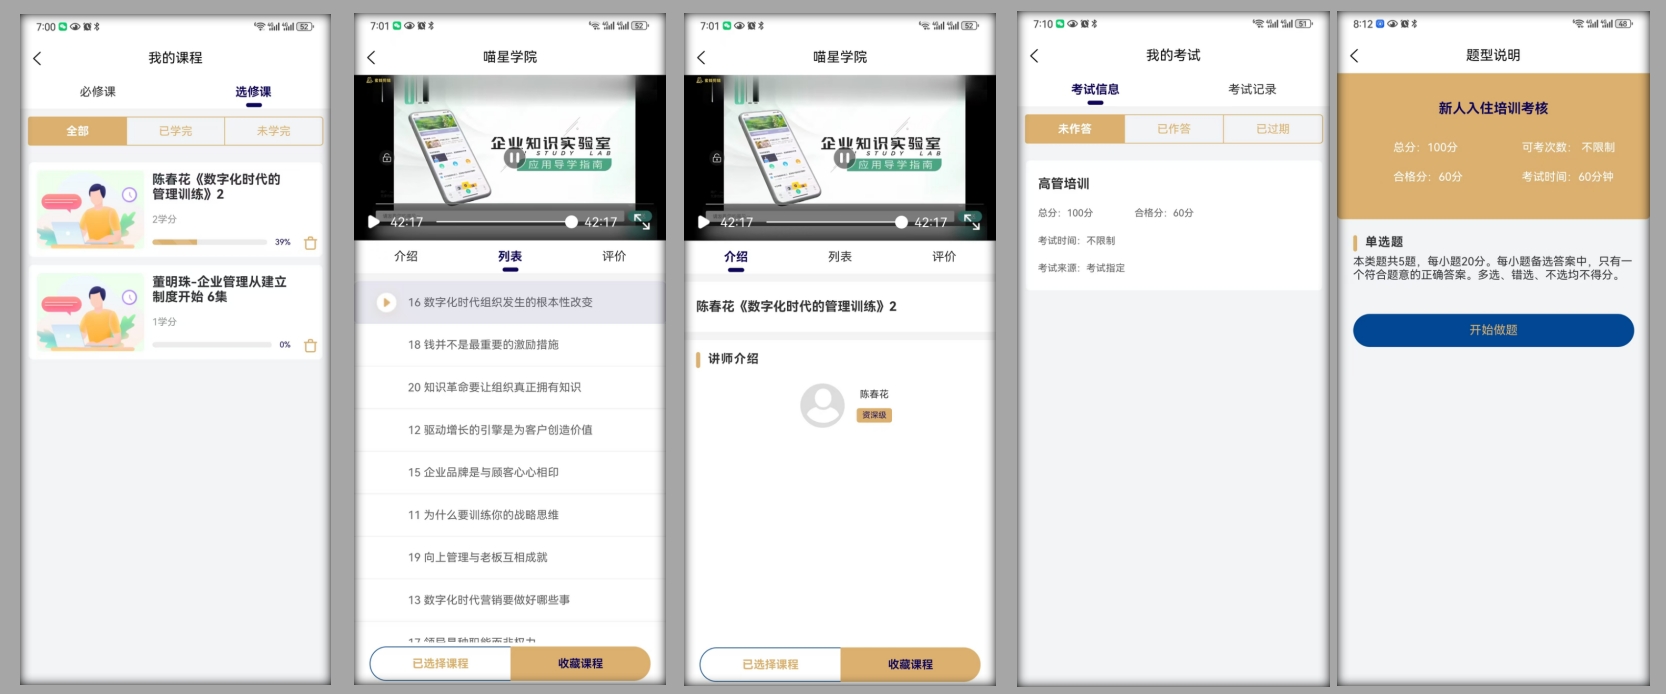 7:00
52
我的课程
必修课
选修课
全部
已学完
未学完
陈春花《数字化时代的
管理训练》2
2学分
39%
董明珠-企业管理从建立
制度开始 6集
1学分
0%
7:01
52
喵星学院
企业知识实验室
STUDY LAB
应用导学指南
42:17
42:17
介绍
列表
评价
16 数字化时代组织发生的根本性改变
18 钱并不是最重要的激励措施
20 知识革命要让组织真正拥有知识
12 驱动增长的引擎是为客户创造价值
15 企业品牌是与顾客心心相印
11 为什么要训练你的战略思维
19 向上管理与老板互相成就
13 数字化时代营销要做好哪些事
17 领导是种职能而非权力
已选择课程
收藏课程
7:01
52
喵星学院
企业知识实验室
STUDY LAB
应用导学指南
42:17
42:17
介绍
列表
评价
陈春花《数字化时代的管理训练》2
讲师介绍
陈春花
资深级
已选择课程
收藏课程
7:10
51
我的考试
考试信息
考试记录
未作答
已作答
已过期
高管培训
总分：100分
合格分：60分
考试时间：不限制
考试来源：考试指定
8:12
48
题型说明
新人入住培训考核
总分：100分
可考次数：不限制
合格分：60分
考试时间：60分钟
单选题
本类题共5题，每小题20分。每小题备选答案中，只有一
个符合题意的正确答案。多选、错选、不选均不得分。
开始做题